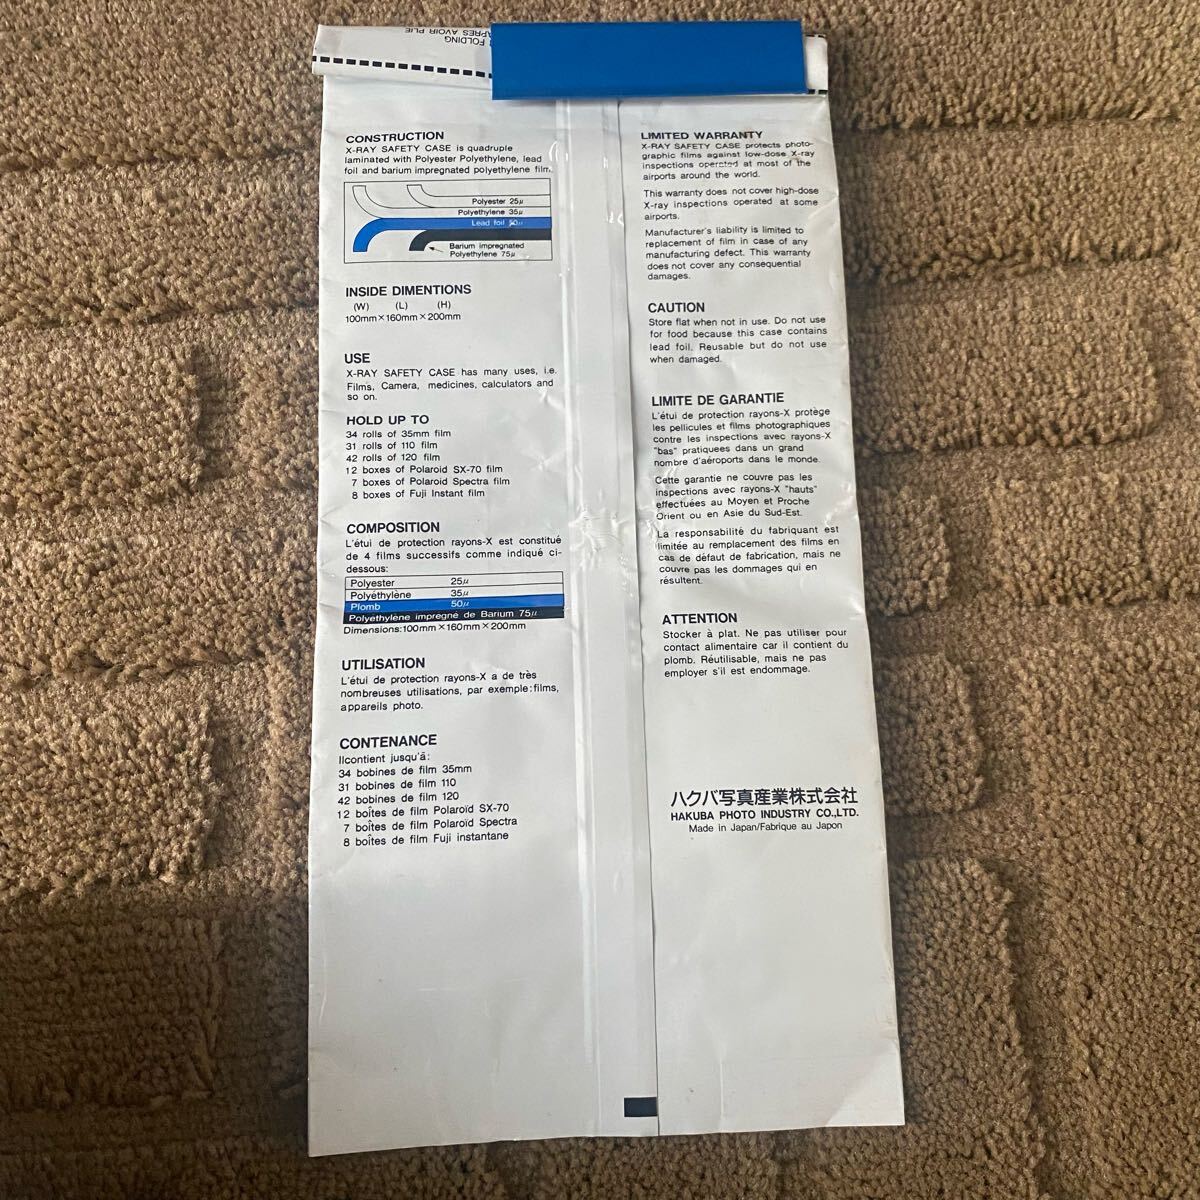 FOLDING
APRÈS AVOIR PLIE
CONSTRUCTION
X-RAY SAFETY CASE is quadruple
laminated with Polyester Polyethylene, lead
foil and barium impregnated polyethylene film.
Polyester 25μ
Polyethylene 35μ
Lead foil 50μ
Barium impregnated
Polyethylene 75μ
INSIDE DIMENTIONS
(W) (L) (H)
100mm×160mm×200mm
USE
X-RAY SAFETY CASE has many uses, i.e.
Films, Camera, medicines, calculators and
so on.
HOLD UP TO
34 rolls of 35mm film
31 rolls of 110 film
42 rolls of 120 film
12 boxes of Polaroid SX-70 film
7 boxes of Polaroid Spectra film
8 boxes of Fuji Instant film
COMPOSITION
L'étui de protection rayons-X est constitué
de 4 films successifs comme indiqué ci-
dessous:
Polyester 25μ
Polyéthylène 35μ
Plomb 50μ
Polyethylène impregné de Barium 75μ
Dimensions:100mm×160mm×200mm
UTILISATION
L'étui de protection rayons-X a de très
nombreuses utilisations, par exemple:films,
appareils photo.
CONTENANCE
Ilcontient jusqu'ā:
34 bobines de film 35mm
31 bobines de film 110
42 bobines de film 120
12 boîtes de film Polaroïd SX-70
7 boîtes de film Polaroïd Spectra
8 boîtes de film Fuji instantane
LIMITED WARRANTY
X-RAY SAFETY CASE protects photo-
graphic films against low-dose X-ray
inspections operated at most of the
airports around the world.
This warranty does not cover high-dose
X-ray inspections operated at some
airports.
Manufacturer's liability is limited to
replacement of film in case of any
manufacturing defect. This warranty
does not cover any consequential
damages.
CAUTION
Store flat when not in use. Do not use
for food because this case contains
lead foil. Reusable but do not use
when damaged.
LIMITE DE GARANTIE
L'étui de protection rayons-X protège
les pellicules et films photographiques
contre les inspections avec rayons-X
"bas" pratiquees dans un grand
nombre d'aéroports dans le monde.
Cette garantie ne couvre pas les
inspections avec rayons-X "hauts"
effectuées au Moyen et Proche
Orient ou en Asie du Sud-Est.
La responsabilité du fabriquant est
limitée au remplacement des films en
cas de défaut de fabrication, mais ne
couvre pas les dommages qui en
résultent.
ATTENTION
Stocker à plat. Ne pas utiliser pour
contact alimentaire car il contient du
plomb. Réutilisable, mais ne pas
employer s'il est endommage.
ハクバ写真産業株式会社
HAKUBA PHOTO INDUSTRY CO.,LTD.
Made in Japan/Fabrique au Japon